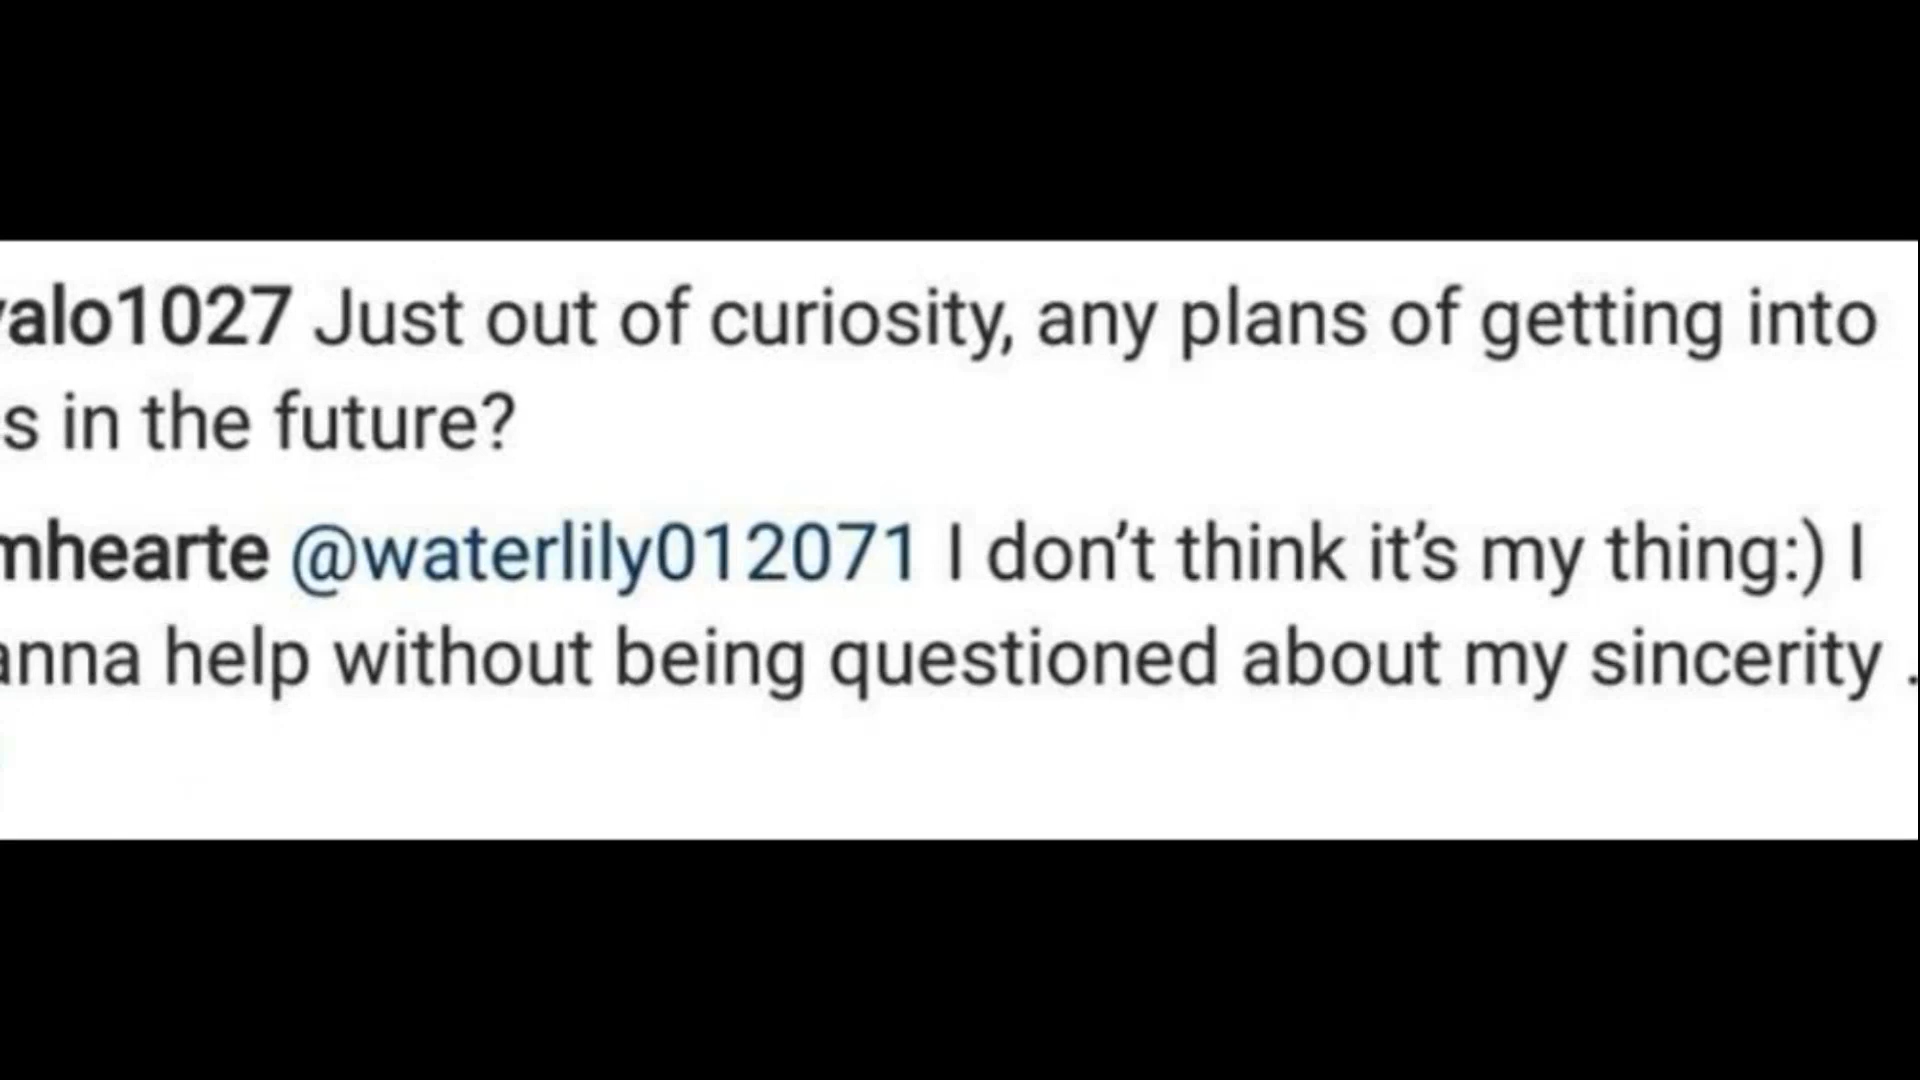 alo1027 Just out of curiosity, any plans of getting into
s in the future?
mhearte @waterlily012071 I don't think it's my thing:) I
anna help without being questioned about my sincerity .